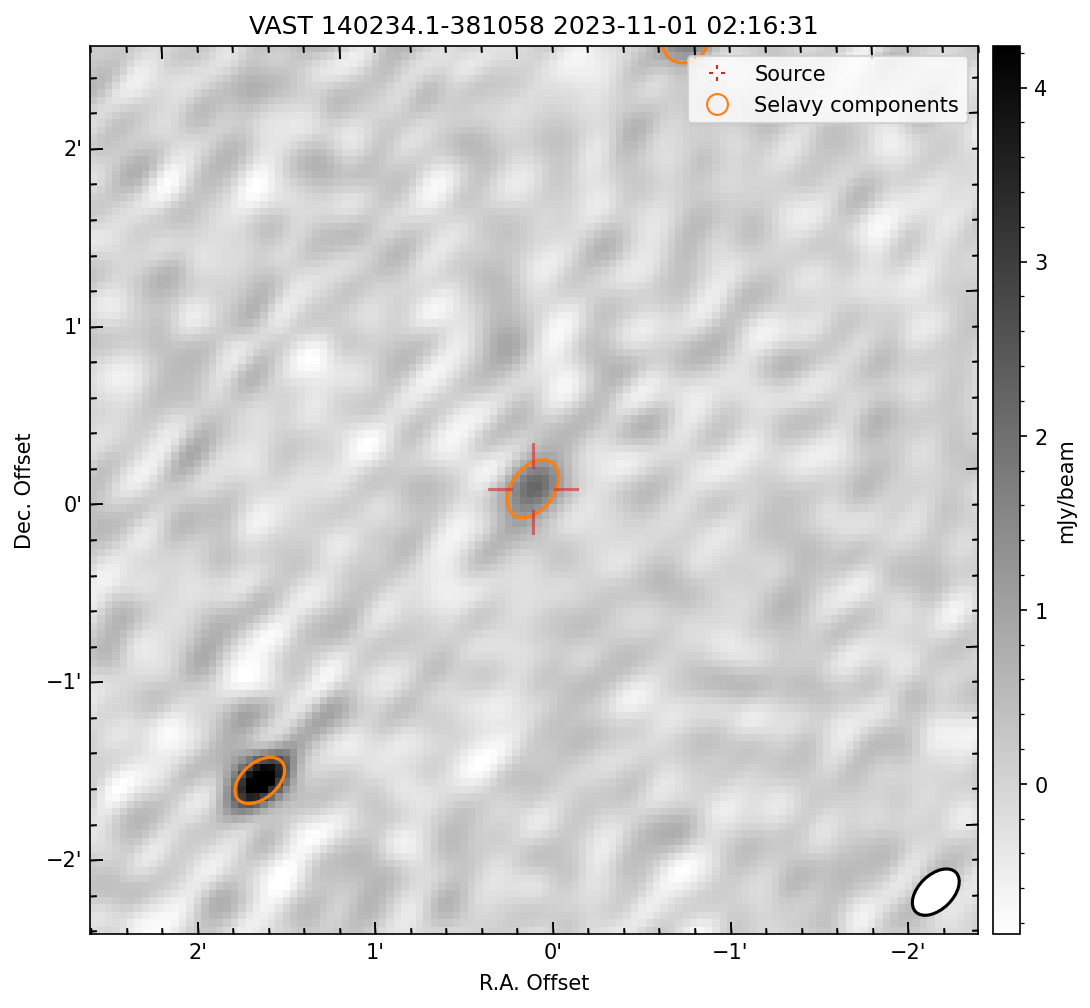 VAST 140234.1-381058 2023-11-01 02:16:31
Source
Selavy components
2'
1'
0'
−1'
−2'
Dec. Offset
2'
1'
0'
−1'
−2'
R.A. Offset
4
3
2
1
0
mJy/beam